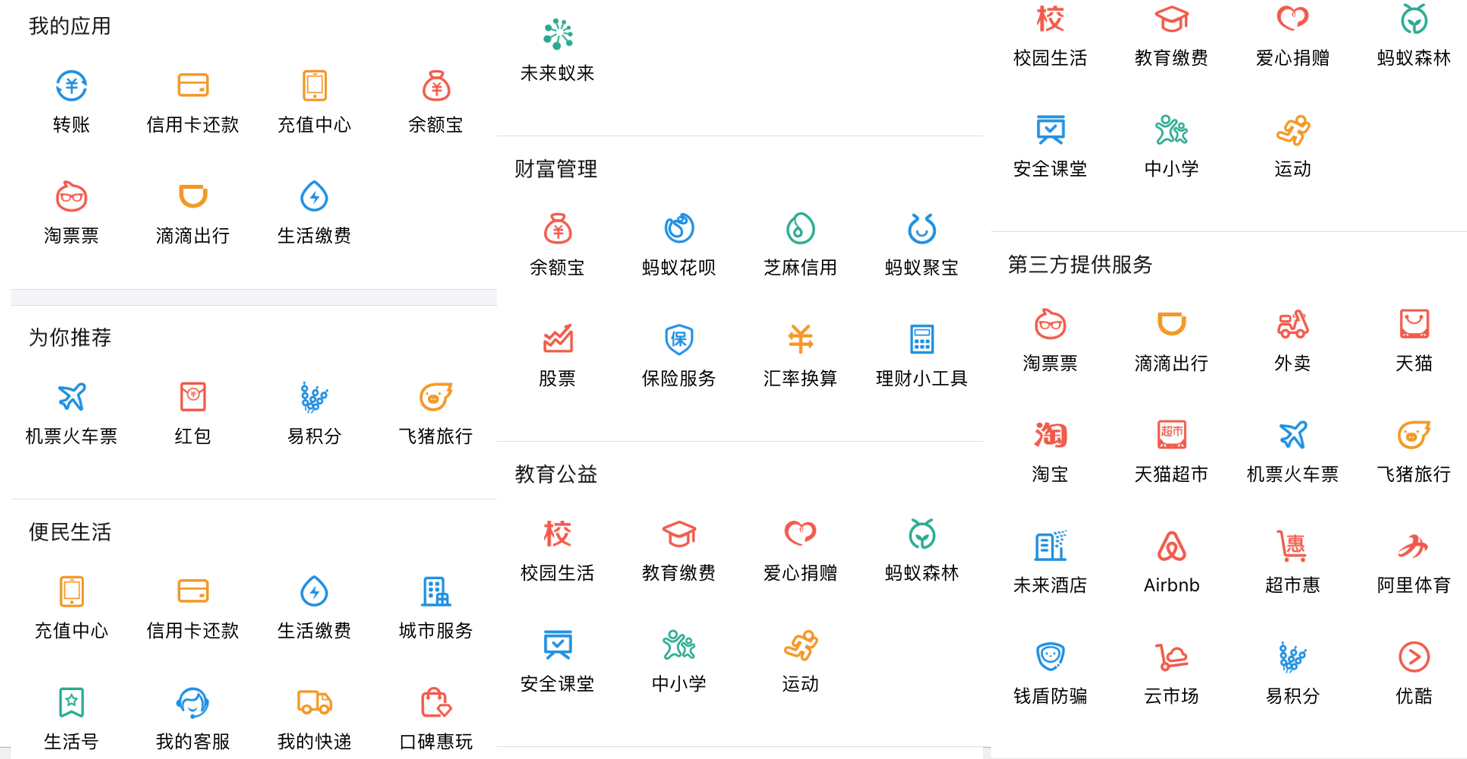 我的应用
转账 信用卡还款 充值中心 余额宝
淘票票 滴滴出行 生活缴费
为你推荐
机票火车票 红包 易积分 飞猪旅行
便民生活
充值中心 信用卡还款 生活缴费 城市服务
生活号 我的客服 我的快递 口碑惠玩
未来蚁来
财富管理
余额宝 蚂蚁花呗 芝麻信用 蚂蚁聚宝
保
股票 保险服务 汇率换算 理财小工具
教育公益
校
校园生活 教育缴费 爱心捐赠 蚂蚁森林
安全课堂 中小学 运动
校
校园生活 教育缴费 爱心捐赠 蚂蚁森林
安全课堂 中小学 运动
第三方提供服务
淘票票 滴滴出行 外卖 天猫
淘 超市
淘宝 天猫超市 机票火车票 飞猪旅行
惠
未来酒店 Airbnb 超市惠 阿里体育
钱盾防骗 云市场 易积分 优酷